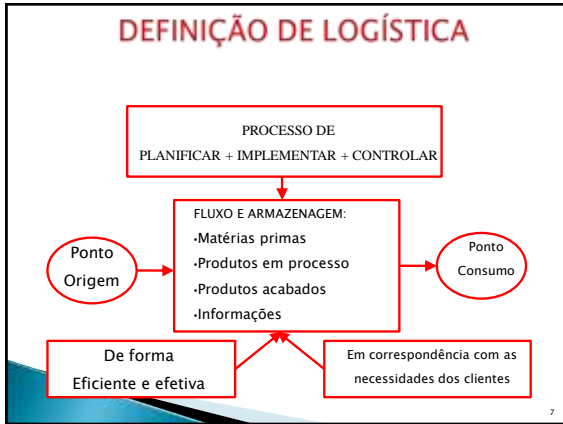 DEFINIÇÃO DE LOGÍSTICA
PROCESSO DE
PLANIFICAR + IMPLEMENTAR + CONTROLAR
FLUXO E ARMAZENAGEM:
•Matérias primas
•Produtos em processo
•Produtos acabados
•Informações
Ponto
Origem
Ponto
Consumo
De forma
Eficiente e efetiva
Em correspondência com as
necessidades dos clientes
7